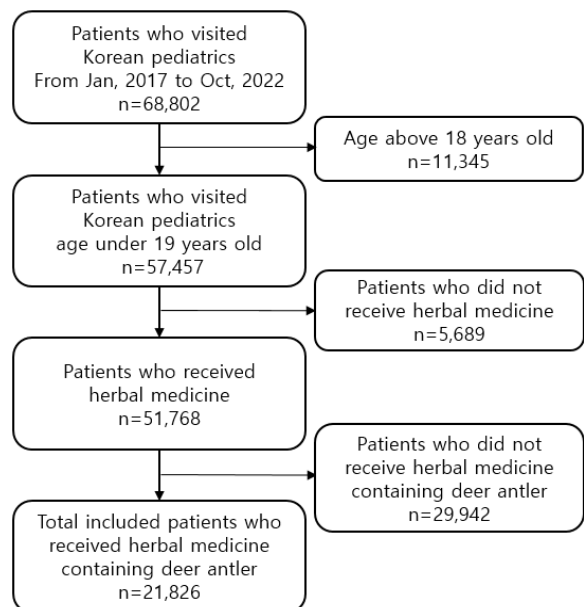 Patients who visited
Korean pediatrics
From Jan, 2017 to Oct, 2022
n=68,802
Age above 18 years old
n=11,345
Patients who visited
Korean pediatrics
age under 19 years old
n=57,457
Patients who did not
receive herbal medicine
n=5,689
Patients who received
herbal medicine
n=51,768
Patients who did not
receive herbal medicine
containing deer antler
n=29,942
Total included patients who
received herbal medicine
containing deer antler
n=21,826